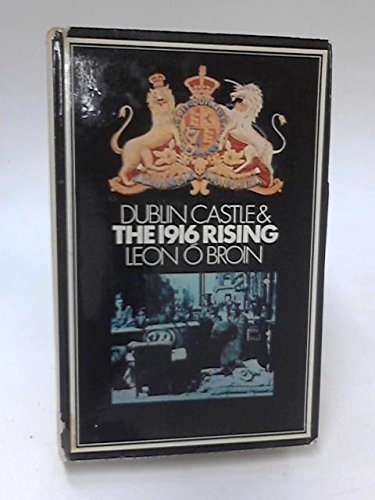 DUBLIN CASTLE &
THE 1916 RISING
LEON Ó BROIN